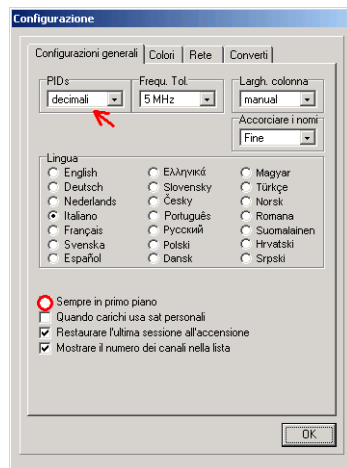 Configurazione
Configurazioni generali Colori Rete Converti
PIDs Frequ. Tol. Largh. colonna
decimali 5 MHz manual
Accorciare i nomi
Fine
Lingua
English Ελληνικά Magyar
Deutsch Slovensky Türkçe
Nederlands Česky Norsk
Italiano Português Romana
Français Русский Suomalainen
Svenska Polski Hrvatski
Español Dansk Srpski
Sempre in primo piano
Quando carichi usa sat personali
Restaurare l'ultima sessione all'accensione
Mostrare il numero dei canali nella lista
OK